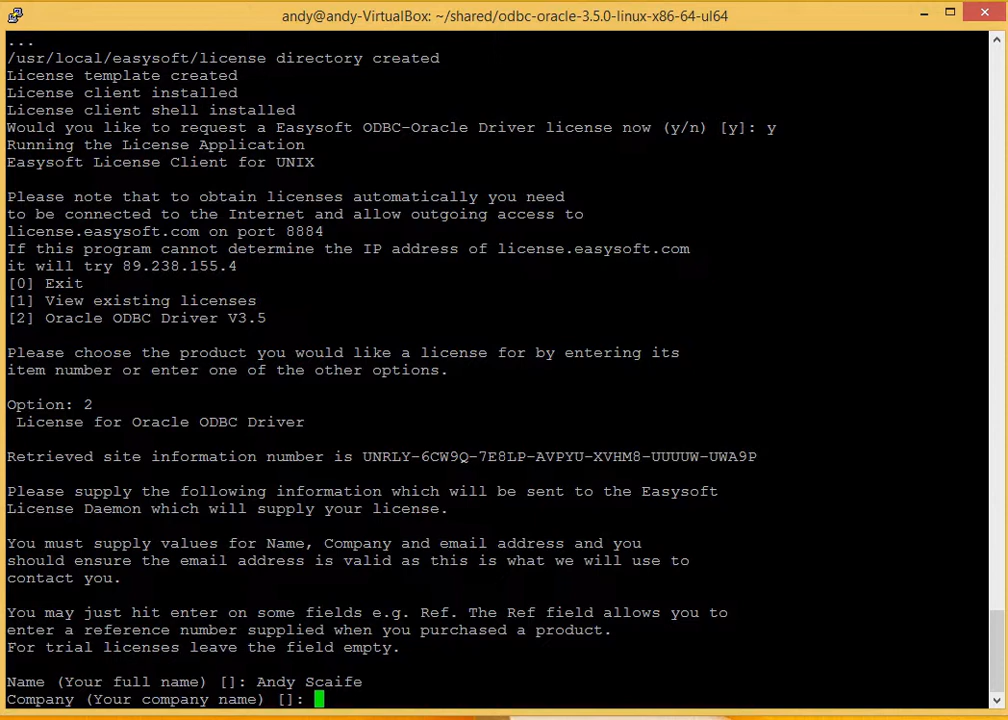 andy@andy-VirtualBox: ~/shared/odbc-oracle-3.5.0-linux-x86-64-ul64
...
/usr/local/easysoft/license directory created
License template created
License client installed
License client shell installed
Would you like to request a Easysoft ODBC-Oracle Driver license now (y/n) [y]: y
Running the License Application
Easysoft License Client for UNIX
Please note that to obtain licenses automatically you need
to be connected to the Internet and allow outgoing access to
license.easysoft.com on port 8884
If this program cannot determine the IP address of license.easysoft.com
it will try 89.238.155.4
[0] Exit
[1] View existing licenses
[2] Oracle ODBC Driver V3.5
Please choose the product you would like a license for by entering its
item number or enter one of the other options.
Option: 2
License for Oracle ODBC Driver
Retrieved site information number is UNRLY-6CW9Q-7E8LP-AVPYU-XVHM8-UUUUW-UWA9P
Please supply the following information which will be sent to the Easysoft
License Daemon which will supply your license.
You must supply values for Name, Company and email address and you
should ensure the email address is valid as this is what we will use to
contact you.
You may just hit enter on some fields e.g. Ref. The Ref field allows you to
enter a reference number supplied when you purchased a product.
For trial licenses leave the field empty.
Name (Your full name) []: Andy Scaife
Company (Your company name) []: